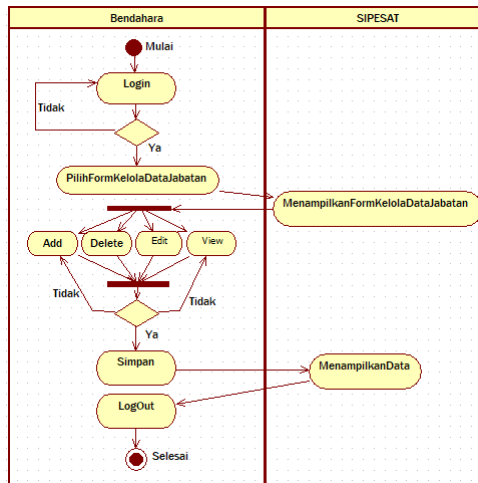 Bendahara
SIPESAT
Mulai
Login
Tidak
Ya
PilihFormKelolaDataJabatan
MenampilkanFormKelolaDataJabatan
Add
Delete
Edit
View
Tidak
Tidak
Ya
Simpan
MenampilkanData
LogOut
Selesai